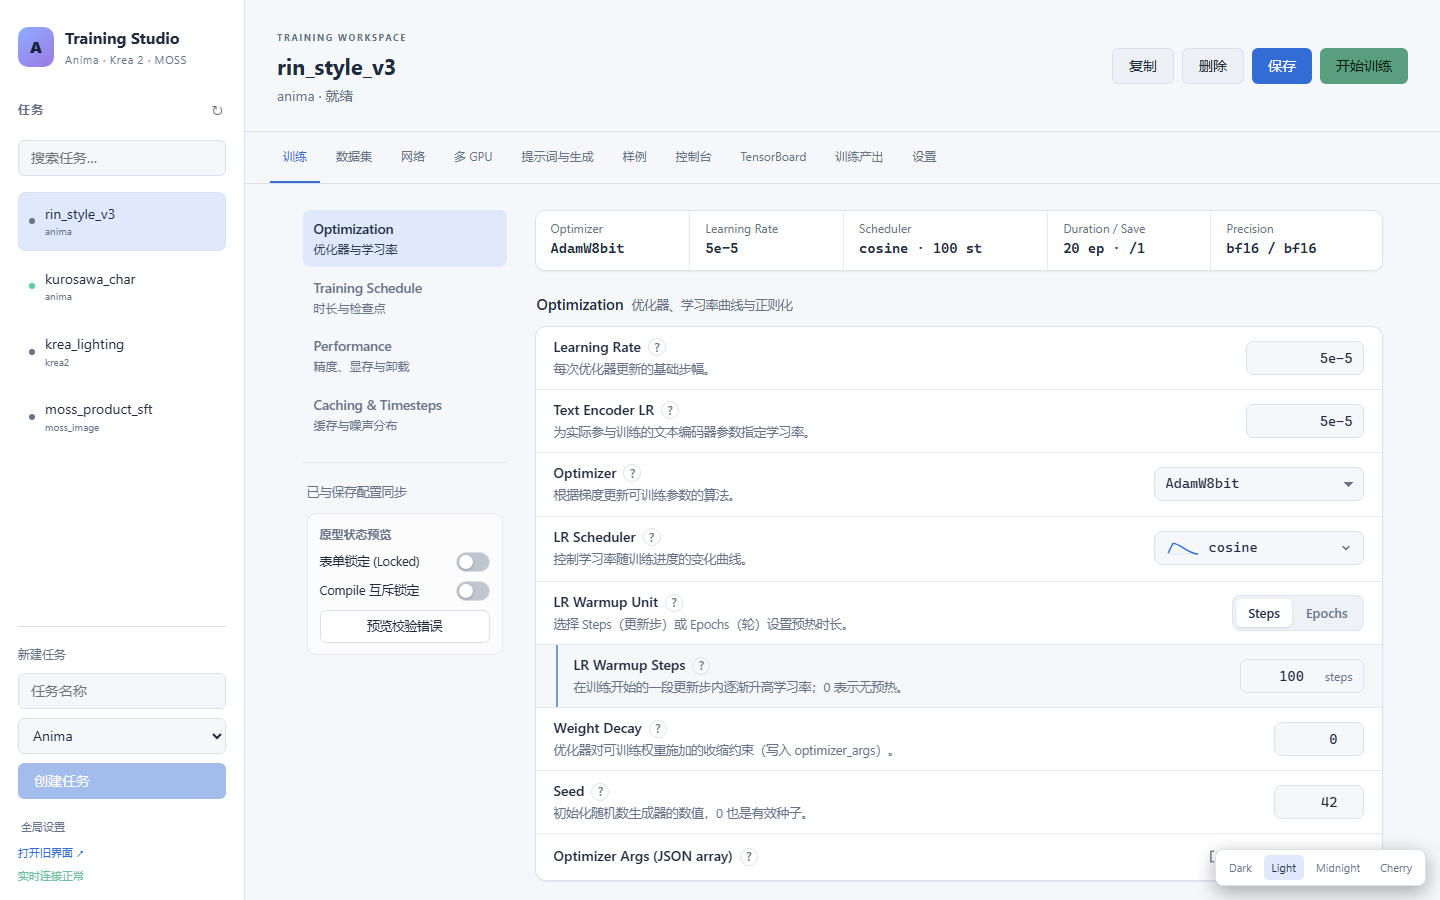 A
Training Studio
Anima · Krea 2 · MOSS
任务
搜索任务...
rin_style_v3
anima
kurosawa_char
anima
krea_lighting
krea2
moss_product_sft
moss_image
新建任务
任务名称
Anima
创建任务
全局设置
打开旧界面 ↗
实时连接正常
TRAINING WORKSPACE
rin_style_v3
anima · 就绪
复制 删除 保存 开始训练
训练 数据集 网络 多 GPU 提示词与生成 样例 控制台 TensorBoard 训练产出 设置
Optimization
优化器与学习率
Training Schedule
时长与检查点
Performance
精度、显存与卸载
Caching & Timesteps
缓存与噪声分布
已与保存配置同步
原型状态预览
表单锁定 (Locked)
Compile 互斥锁定
预览校验错误
Optimizer Learning Rate Scheduler Duration / Save Precision
AdamW8bit 5e-5 cosine · 100 st 20 ep · /1 bf16 / bf16
Optimization 优化器、学习率曲线与正则化
Learning Rate ?
每次优化器更新的基础步幅。
5e-5
Text Encoder LR ?
为实际参与训练的文本编码器参数指定学习率。
5e-5
Optimizer ?
根据梯度更新可训练参数的算法。
AdamW8bit
LR Scheduler ?
控制学习率随训练进度的变化曲线。
cosine
LR Warmup Unit ?
选择 Steps（更新步）或 Epochs（轮）设置预热时长。
Steps Epochs
LR Warmup Steps ?
在训练开始的一段更新步内逐渐升高学习率；0 表示无预热。
100 steps
Weight Decay ?
优化器对可训练权重施加的收缩约束（写入 optimizer_args）。
0
Seed ?
初始化随机数生成器的数值，0 也是有效种子。
42
Optimizer Args (JSON array) ?
Dark Light Midnight Cherry